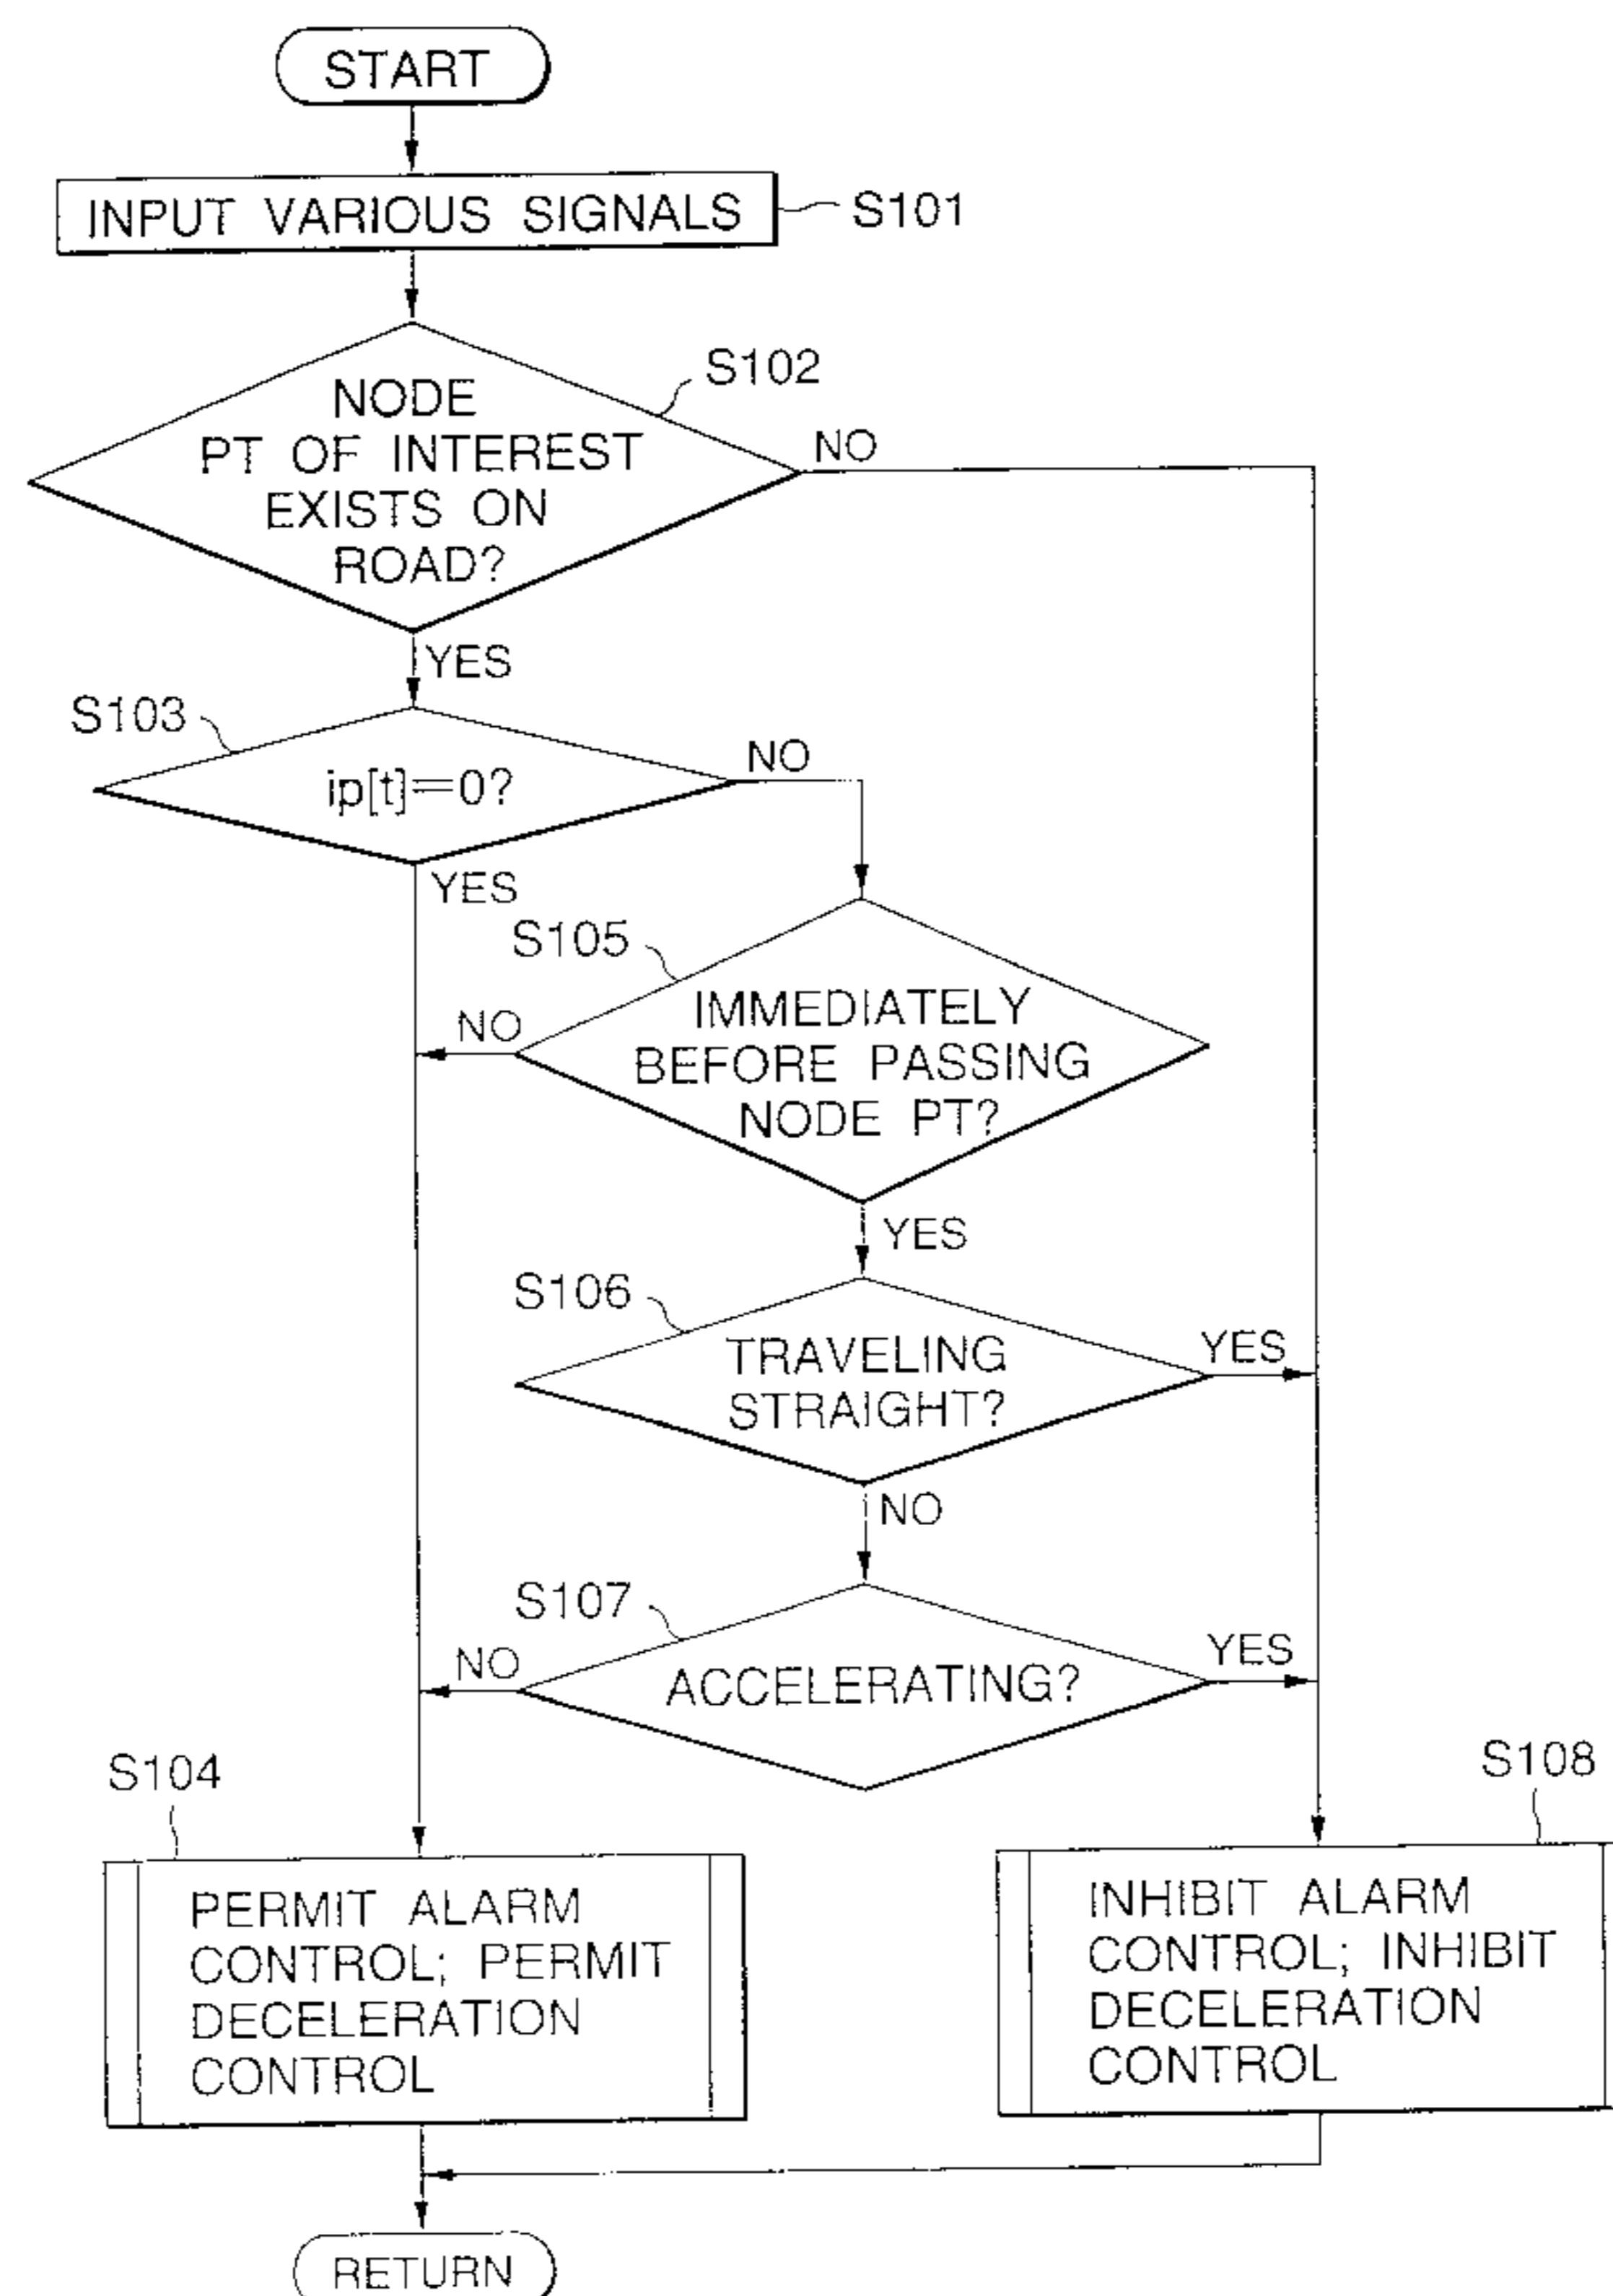 START
INPUT VARIOUS SIGNALS
S101
NODE
PT OF INTEREST
EXISTS ON
ROAD?
S102
NO
YES
S103
ip[t]=0?
NO
YES
S105
IMMEDIATELY
BEFORE PASSING
NODE PT?
NO
YES
S106
TRAVELING
STRAIGHT?
YES
NO
S107
ACCELERATING?
NO
YES
S104
PERMIT ALARM
CONTROL; PERMIT
DECELERATION
CONTROL
S108
INHIBIT ALARM
CONTROL; INHIBIT
DECELERATION
CONTROL
RETURN